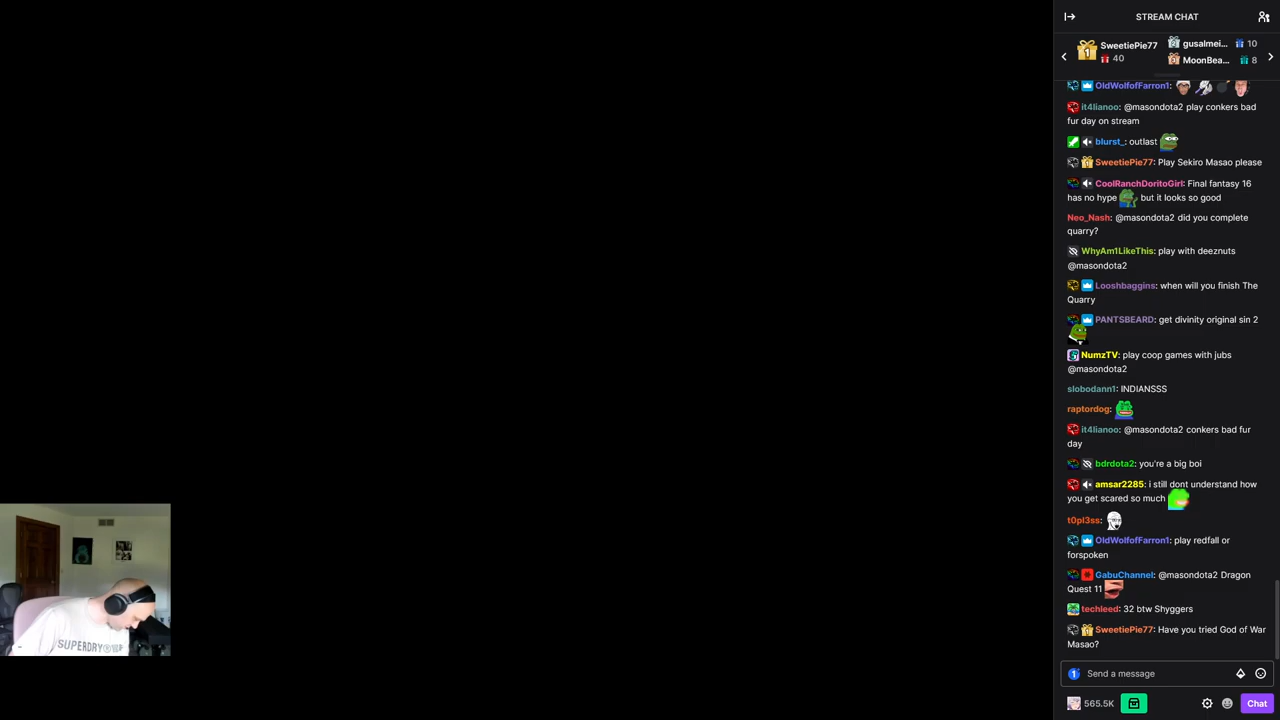 STREAM CHAT
SweetiePie77
40
gusalmei... 10
MoonBea... 8
OldWolfofFarron1:
it4lianoo: @masondota2 play conkers bad
fur day on stream
blurst_: outlast
SweetiePie77: Play Sekiro Masao please
CoolRanchDoritoGirl: Final fantasy 16
has no hype but it looks so good
Neo_Nash: @masondota2 did you complete
quarry?
WhyAm1LikeThis: play with deeznuts
@masondota2
Looshbaggins: when will you finish The
Quarry
PANTSBEARD: get divinity original sin 2
NumzTV: play coop games with jubs
@masondota2
slobodann1: INDIANSSS
raptordog:
it4lianoo: @masondota2 conkers bad fur
day
bdrdota2: you're a big boi
amsar2285: i still dont understand how
you get scared so much
t0pl3ss:
OldWolfofFarron1: play redfall or
forspoken
GabuChannel: @masondota2 Dragon
Quest 11
techieed: 32 btw Shyggers
SweetiePie77: Have you tried God of War
Masao?
Send a message
565.5K
Chat
SUPERDRY